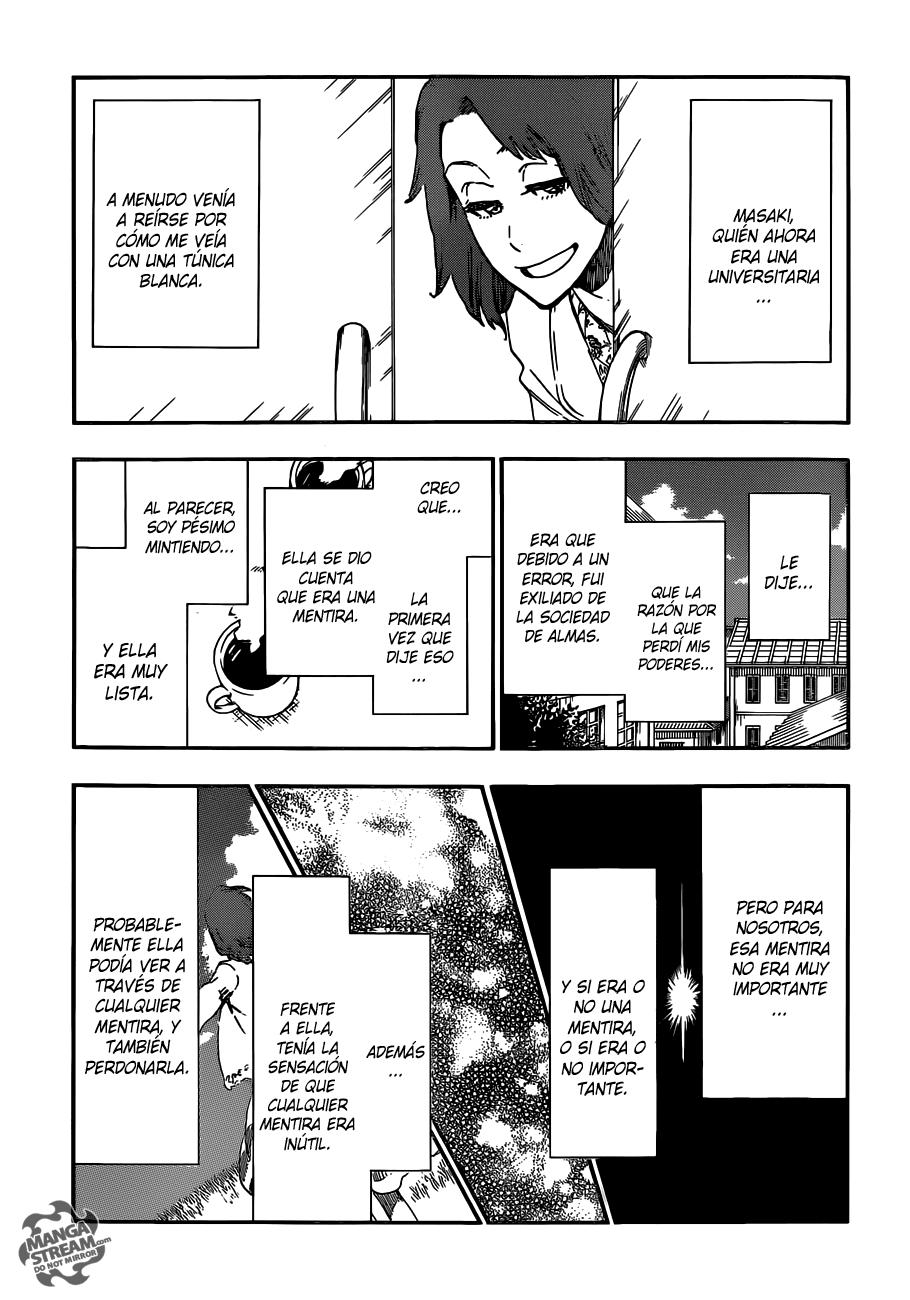 MASAKI,
QUIÉN AHORA
ERA UNA
UNIVERSITARIA
...
A MENUDO VENÍA
A REÍRSE POR
CÓMO ME VEÍA
CON UNA TÚNICA
BLANCA.
LE
DIJE...
QUE LA
RAZÓN POR
LA QUE
PERDÍ MIS
PODERES...
ERA QUE
DEBIDO A UN
ERROR, FUI
EXILIADO DE
LA SOCIEDAD
DE ALMAS.
CREO
QUE...
LA
PRIMERA
VEZ QUE
DIJE ESO
...
ELLA SE DIO
CUENTA
QUE ERA UNA
MENTIRA.
AL PARECER,
SOY PÉSIMO
MINTIENDO...
Y ELLA
ERA MUY
LISTA.
PERO PARA
NOSOTROS,
ESA MENTIRA
NO ERA MUY
IMPORTANTE
...
Y SI ERA O
NO UNA
MENTIRA,
O SI ERA O
NO IMPOR-
TANTE.
ADEMÁS
...
FRENTE
A ELLA,
TENÍA LA
SENSACIÓN
DE QUE
CUALQUIER
MENTIRA ERA
INÚTIL.
PROBABLE-
MENTE ELLA
PODÍA VER A
TRAVÉS DE
CUALQUIER
MENTIRA, Y
TAMBIÉN
PERDONARLA.
MANGA
STREAM.com
DO NOT MIRROR